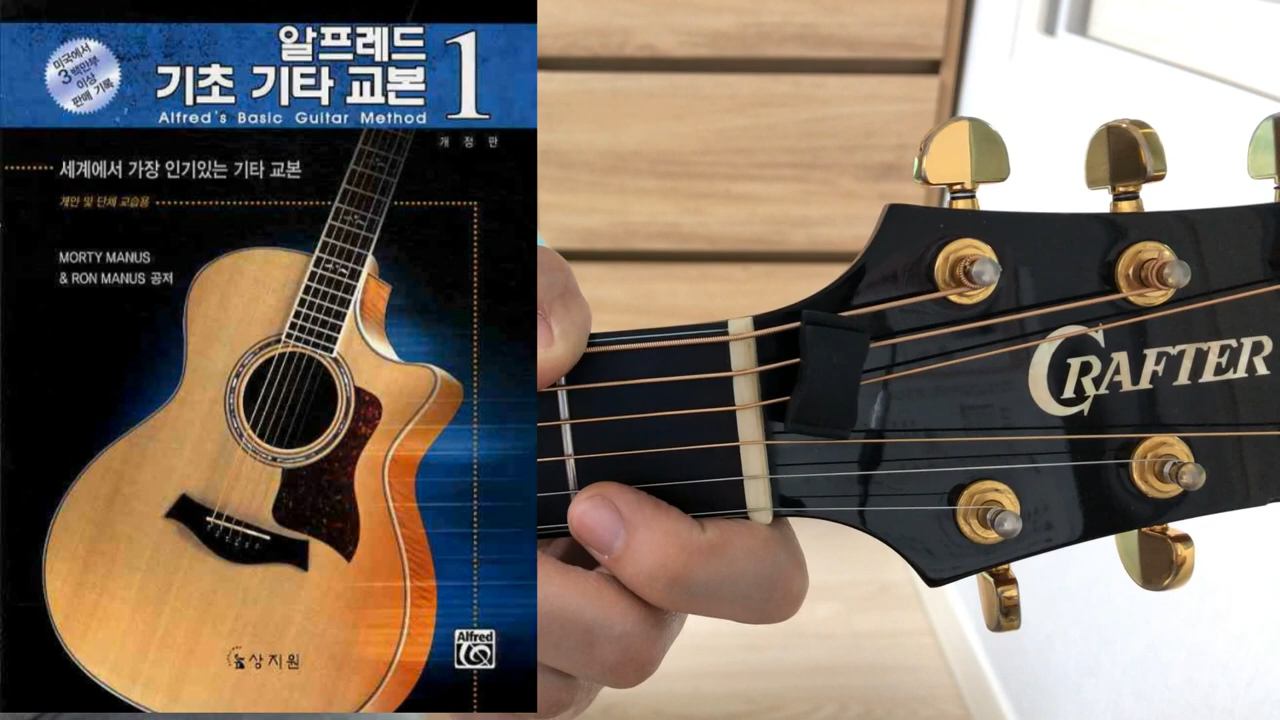 미국에서
3백만부
이상
판매 기록
알프레드
기초 기타 교본 1
Alfred's Basic Guitar Method
개정판
세계에서 가장 인기있는 기타 교본
개인 및 단체 교습용
MORTY MANUS
& RON MANUS 공저
상지원
Alfred
CRAFTER